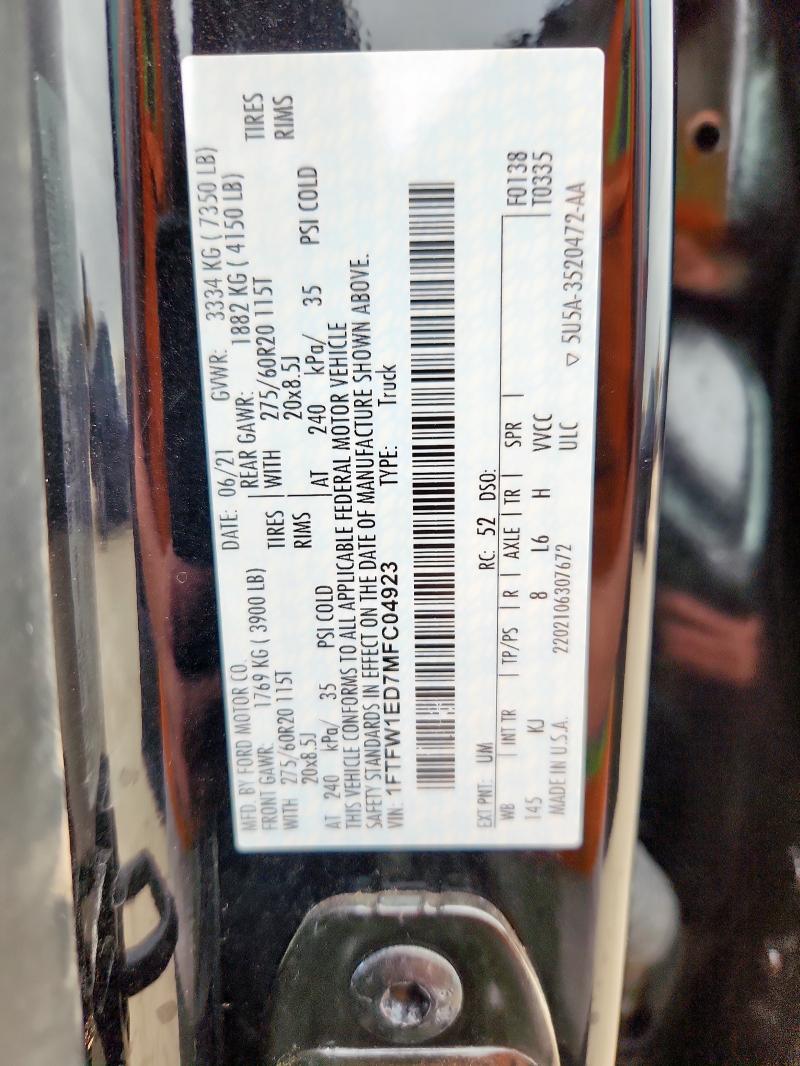 MFD. BY FORD MOTOR CO.
DATE: 06/21 GVWR: 3334 KG ( 7350 LB)
FRONT GAWR: 1769 KG ( 3900 LB) REAR GAWR: 1882 KG ( 4150 LB)
WITH 275/60R20 115T TIRES WITH 275/60R20 115T TIRES
20x8.5J RIMS 20x8.5J RIMS
AT 240 kPa/ 35 PSI COLD AT 240 kPa/ 35 PSI COLD
THIS VEHICLE CONFORMS TO ALL APPLICABLE FEDERAL MOTOR VEHICLE
SAFETY STANDARDS IN EFFECT ON THE DATE OF MANUFACTURE SHOWN ABOVE.
VIN: 1FTFW1ED7MFC04923 TYPE: Truck
EXT PNT: UM RC: 52 DSO:
WB INT TR TP/PS R AXLE TR SPR F0138
145 KJ 8 L6 H VVCC T0335
ULC
MADE IN U.S.A. 2202106307672 ▽ 5U5A-3520472-AA